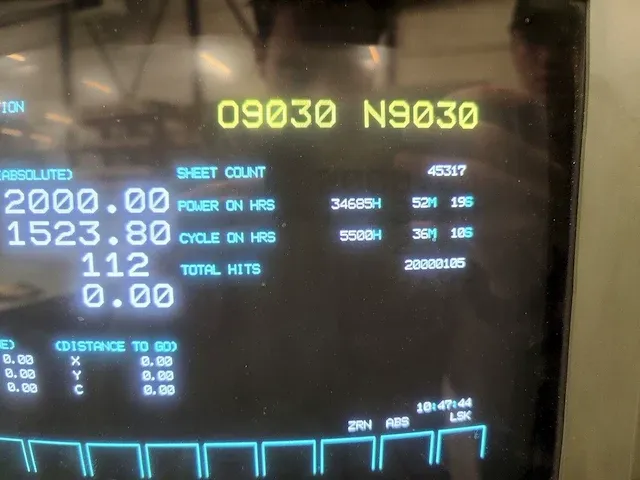 ION
O9030 N9030
ABSOLUTE) SHEET COUNT 45317
2000.00 POWER ON HRS 34685H 52M 19S
1523.80 CYCLE ON HRS 5500H 36M 10S
112 TOTAL HITS 20000105
0.00
E) (DISTANCE TO GO)
0.00 X 0.00
0.00 Y 0.00
0.00 C 0.00
10:47:44
ZRN ABS LSK